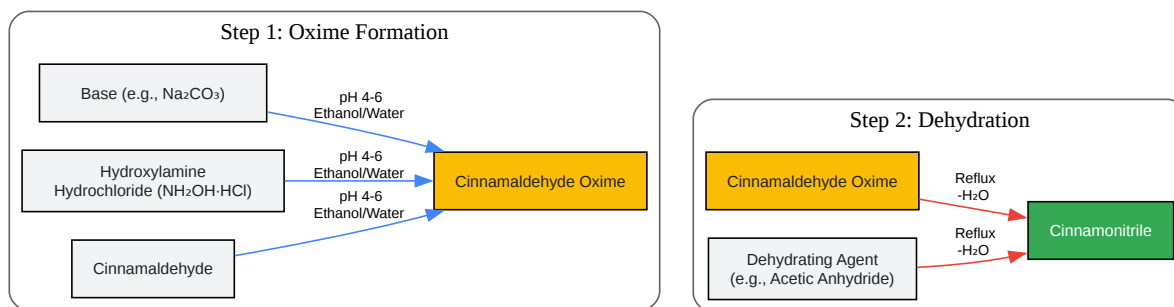 Step 1: Oxime Formation
Base (e.g., Na₂CO₃)
pH 4-6
Ethanol/Water
Hydroxylamine
Hydrochloride (NH₂OH·HCl)
pH 4-6
Ethanol/Water
Cinnamaldehyde
pH 4-6
Ethanol/Water
Cinnamaldehyde Oxime
Step 2: Dehydration
Cinnamaldehyde Oxime
Reflux
-H₂O
Dehydrating Agent
(e.g., Acetic Anhydride)
Reflux
-H₂O
Cinnamonitrile